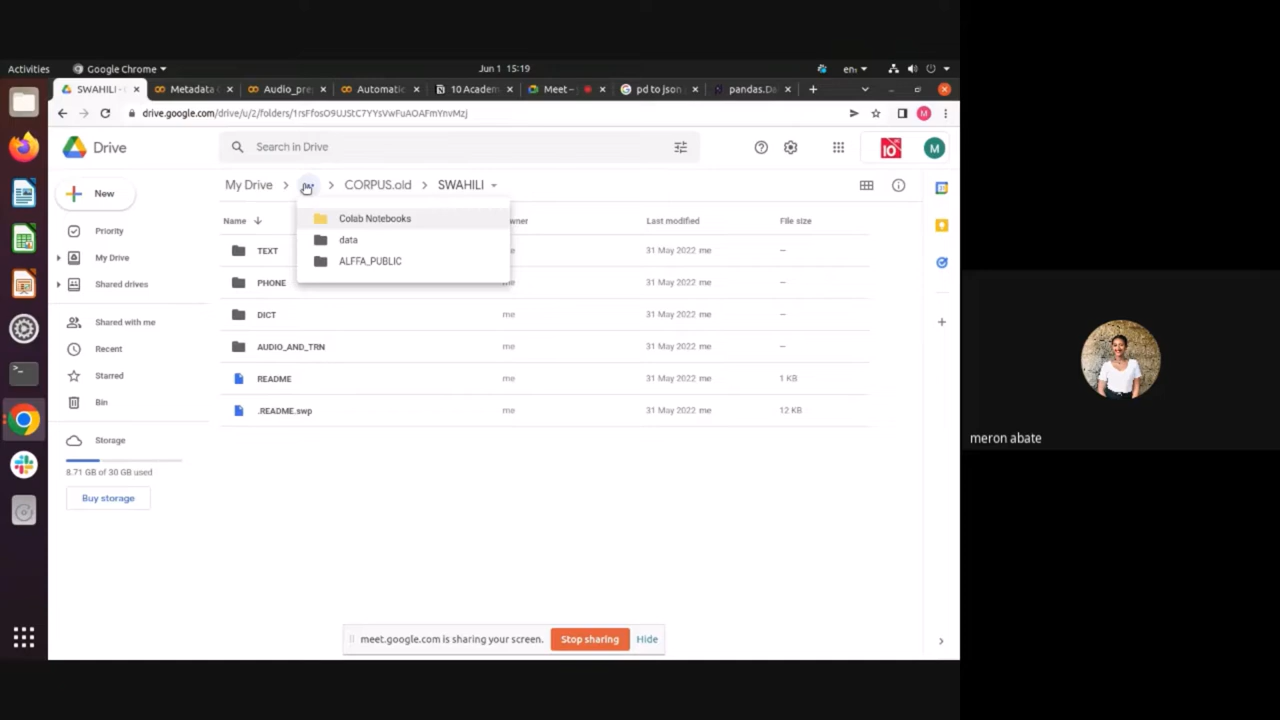 Activities
Google Chrome
Jun 1 15:19
en
SWAHILI -
Metadata
Audio_pre
Automatic
10 Academ
Meet –
pd to json
pandas.Da
drive.google.com/drive/u/2/folders/1rsFfosO9UJStC7YYsVwFuAOAFmYnvMzj
M
Drive
Search in Drive
10
M
New
My Drive
CORPUS.old
SWAHILI
Name
Last modified
File size
Colab Notebooks
data
ALFFA_PUBLIC
Priority
My Drive
Shared drives
Shared with me
Recent
Starred
Bin
Storage
8.71 GB of 30 GB used
Buy storage
TEXT
31 May 2022 me
–
PHONE
31 May 2022 me
–
DICT
me
31 May 2022 me
–
AUDIO_AND_TRN
me
31 May 2022 me
–
README
me
31 May 2022 me
1 KB
.README.swp
me
31 May 2022 me
12 KB
meet.google.com is sharing your screen.
Stop sharing
Hide
meron abate